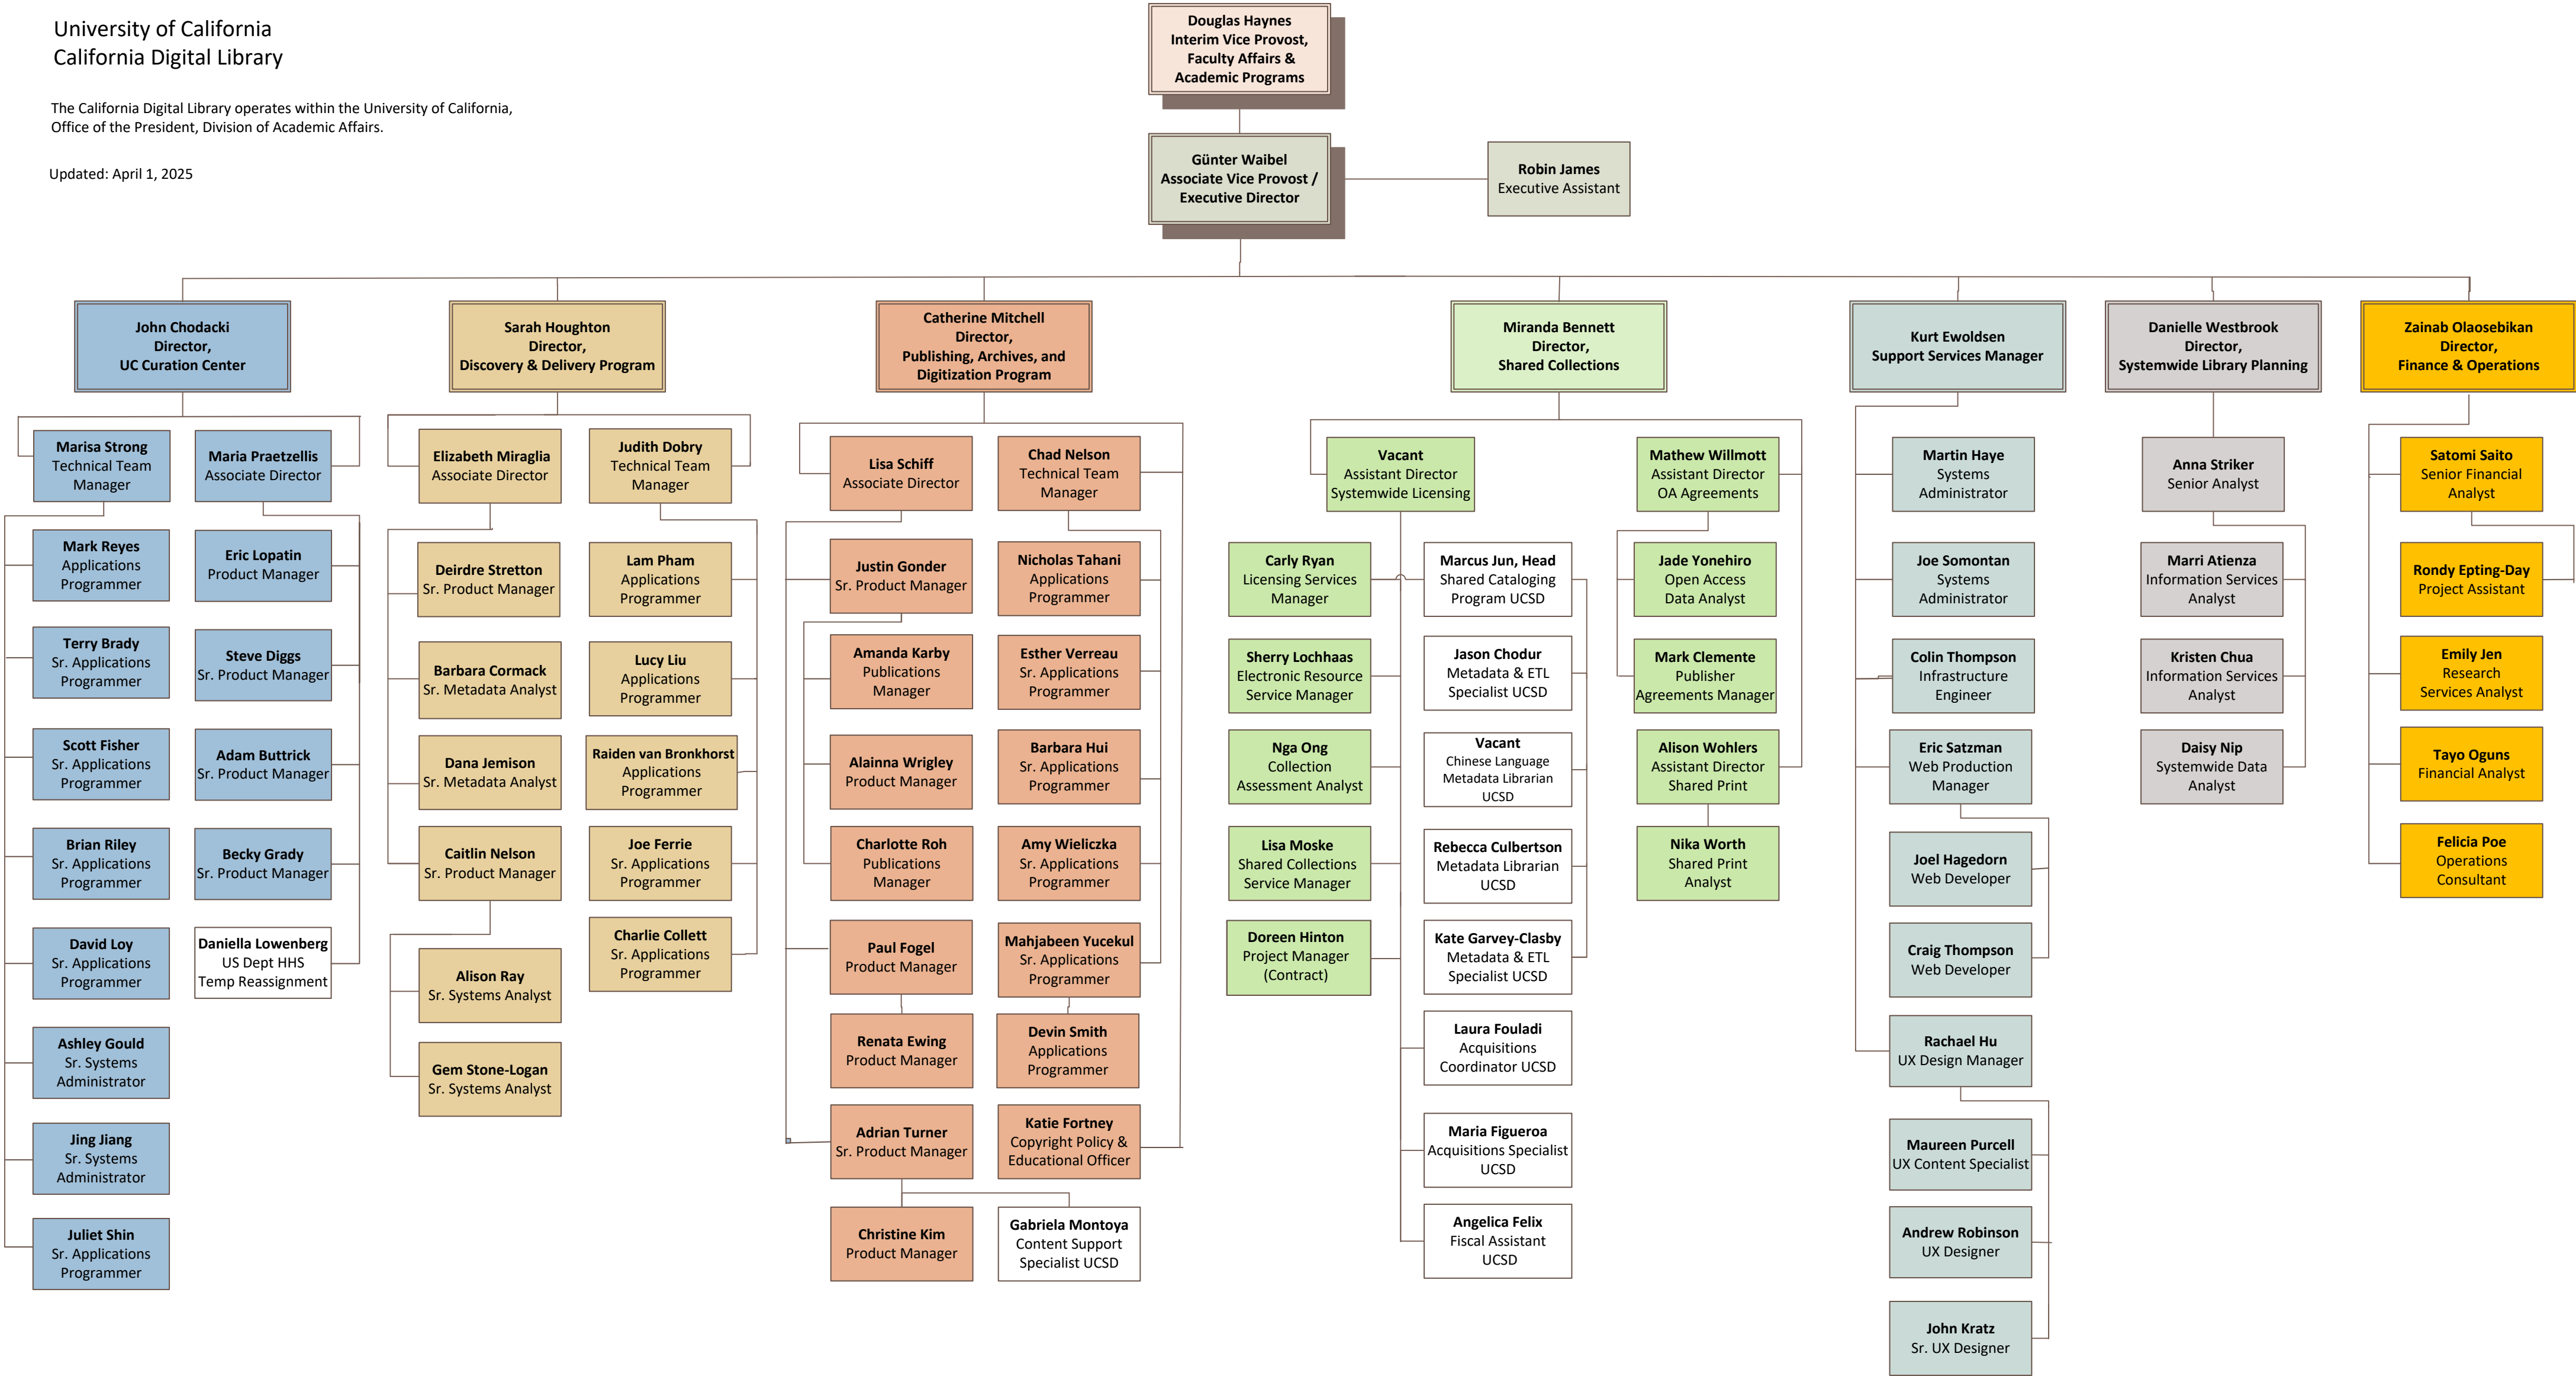 University of California
California Digital Library
The California Digital Library operates within the University of California,
Office of the President, Division of Academic Affairs.
Updated: April 1, 2025
Douglas Haynes
Interim Vice Provost,
Faculty Affairs &
Academic Programs
Günter Waibel
Associate Vice Provost /
Executive Director
Robin James
Executive Assistant
John Chodacki
Director,
UC Curation Center
Marisa Strong
Technical Team
Manager
Mark Reyes
Applications
Programmer
Terry Brady
Sr. Applications
Programmer
Scott Fisher
Sr. Applications
Programmer
Brian Riley
Sr. Applications
Programmer
David Loy
Sr. Applications
Programmer
Ashley Gould
Sr. Systems
Administrator
Jing Jiang
Sr. Systems
Administrator
Juliet Shin
Sr. Applications
Programmer
Maria Praetzellis
Associate Director
Eric Lopatin
Product Manager
Steve Diggs
Sr. Product Manager
Adam Buttrick
Sr. Product Manager
Becky Grady
Sr. Product Manager
Daniella Lowenberg
US Dept HHS
Temp Reassignment
Sarah Houghton
Director,
Discovery & Delivery Program
Elizabeth Miraglia
Associate Director
Deirdre Stretton
Sr. Product Manager
Barbara Cormack
Sr. Metadata Analyst
Dana Jemison
Sr. Metadata Analyst
Caitlin Nelson
Sr. Product Manager
Alison Ray
Sr. Systems Analyst
Gem Stone-Logan
Sr. Systems Analyst
Judith Dobry
Technical Team
Manager
Lam Pham
Applications
Programmer
Lucy Liu
Applications
Programmer
Raiden van Bronkhorst
Applications
Programmer
Joe Ferrie
Sr. Applications
Programmer
Charlie Collett
Sr. Applications
Programmer
Catherine Mitchell
Director,
Publishing, Archives, and
Digitization Program
Lisa Schiff
Associate Director
Justin Gonder
Sr. Product Manager
Amanda Karby
Publications
Manager
Alainna Wrigley
Product Manager
Charlotte Roh
Publications
Manager
Paul Fogel
Product Manager
Renata Ewing
Product Manager
Adrian Turner
Sr. Product Manager
Christine Kim
Product Manager
Gabriela Montoya
Content Support
Specialist UCSD
Chad Nelson
Technical Team
Manager
Nicholas Tahani
Applications
Programmer
Esther Verreau
Sr. Applications
Programmer
Barbara Hui
Sr. Applications
Programmer
Amy Wieliczka
Sr. Applications
Programmer
Mahjabeen Yucekul
Sr. Applications
Programmer
Devin Smith
Applications
Programmer
Katie Fortney
Copyright Policy &
Educational Officer
Miranda Bennett
Director,
Shared Collections
Vacant
Assistant Director
Systemwide Licensing
Carly Ryan
Licensing Services
Manager
Sherry Lochhaas
Electronic Resource
Service Manager
Nga Ong
Collection
Assessment Analyst
Lisa Moske
Shared Collections
Service Manager
Doreen Hinton
Project Manager
(Contract)
Marcus Jun, Head
Shared Cataloging
Program UCSD
Jason Chodur
Metadata & ETL
Specialist UCSD
Vacant
Chinese Language
Metadata Librarian
UCSD
Rebecca Culbertson
Metadata Librarian
UCSD
Kate Garvey-Clasby
Metadata & ETL
Specialist UCSD
Laura Fouladi
Acquisitions
Coordinator UCSD
Maria Figueroa
Acquisitions Specialist
UCSD
Angelica Felix
Fiscal Assistant
UCSD
Mathew Willmott
Assistant Director
OA Agreements
Jade Yonehiro
Open Access
Data Analyst
Mark Clemente
Publisher
Agreements Manager
Alison Wohlers
Assistant Director
Shared Print
Nika Worth
Shared Print
Analyst
Kurt Ewoldsen
Support Services Manager
Martin Haye
Systems
Administrator
Joe Somontan
Systems
Administrator
Colin Thompson
Infrastructure
Engineer
Eric Satzman
Web Production
Manager
Joel Hagedorn
Web Developer
Craig Thompson
Web Developer
Rachael Hu
UX Design Manager
Maureen Purcell
UX Content Specialist
Andrew Robinson
UX Designer
John Kratz
Sr. UX Designer
Danielle Westbrook
Director,
Systemwide Library Planning
Anna Striker
Senior Analyst
Marri Atienza
Information Services
Analyst
Kristen Chua
Information Services
Analyst
Daisy Nip
Systemwide Data
Analyst
Zainab Olaosebikan
Director,
Finance & Operations
Satomi Saito
Senior Financial
Analyst
Rondy Epting-Day
Project Assistant
Emily Jen
Research
Services Analyst
Tayo Oguns
Financial Analyst
Felicia Poe
Operations
Consultant